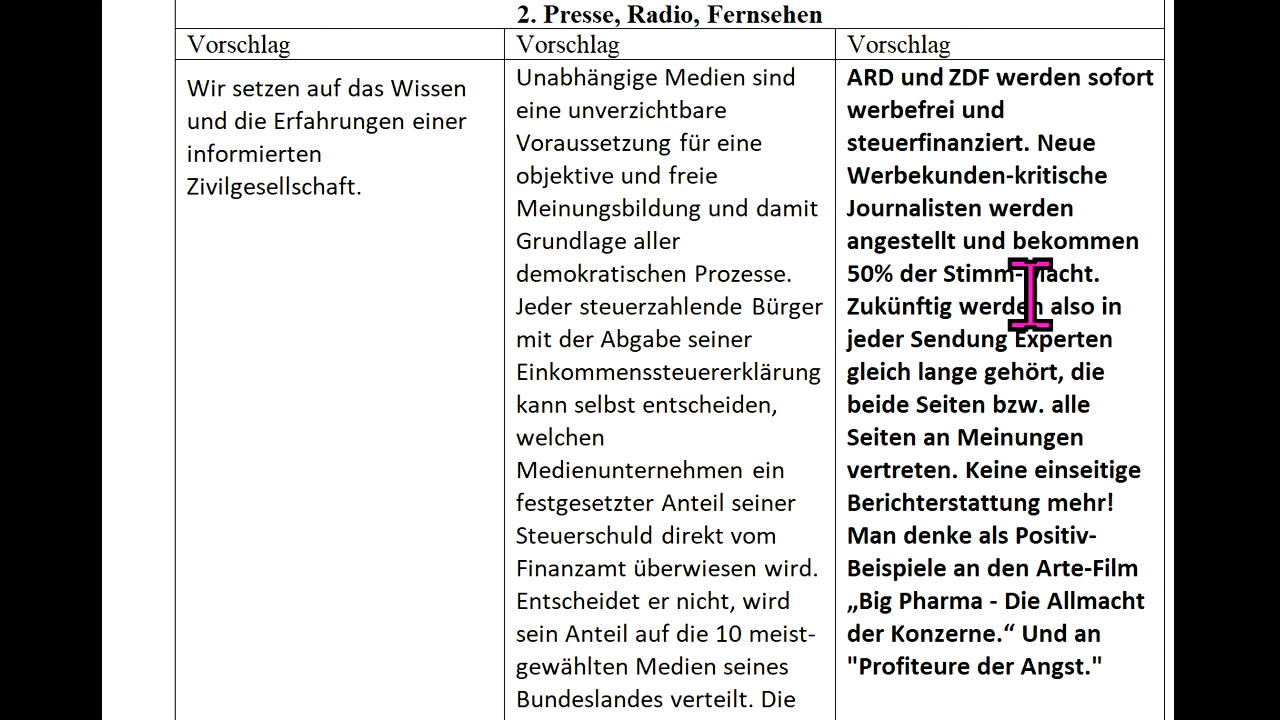 2. Presse, Radio, Fernsehen
Vorschlag
Vorschlag
Vorschlag
Wir setzen auf das Wissen
und die Erfahrungen einer
informierten
Zivilgesellschaft.
Unabhängige Medien sind
eine unverzichtbare
Voraussetzung für eine
objektive und freie
Meinungsbildung und damit
Grundlage aller
demokratischen Prozesse.
Jeder steuerzahlende Bürger
mit der Abgabe seiner
Einkommenssteuererklärung
kann selbst entscheiden,
welchen
Medienunternehmen ein
festgesetzter Anteil seiner
Steuerschuld direkt vom
Finanzamt überwiesen wird.
Entscheidet er nicht, wird
sein Anteil auf die 10 meist-
gewählten Medien seines
Bundeslandes verteilt. Die
ARD und ZDF werden sofort
werbefrei und
steuerfinanziert. Neue
Werbekunden-kritische
Journalisten werden
angestellt und bekommen
50% der Stimm-Macht.
Zukünftig werden also in
jeder Sendung Experten
gleich lange gehört, die
beide Seiten bzw. alle
Seiten an Meinungen
vertreten. Keine einseitige
Berichterstattung mehr!
Man denke als Positiv-
Beispiele an den Arte-Film
„Big Pharma - Die Allmacht
der Konzerne.“ Und an
"Profiteure der Angst."